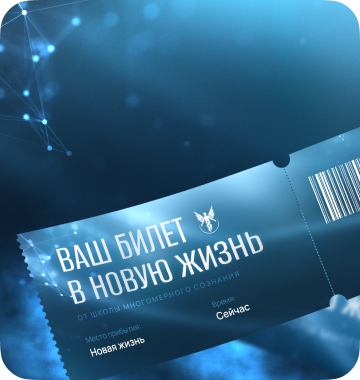 ВАШ БИЛЕТ
В НОВУЮ ЖИЗНЬ
ОТ ШКОЛЫ МНОГОМЕРНОГО СОЗНАНИЯ
Место прибытия:
Новая жизнь
Время:
Сейчас